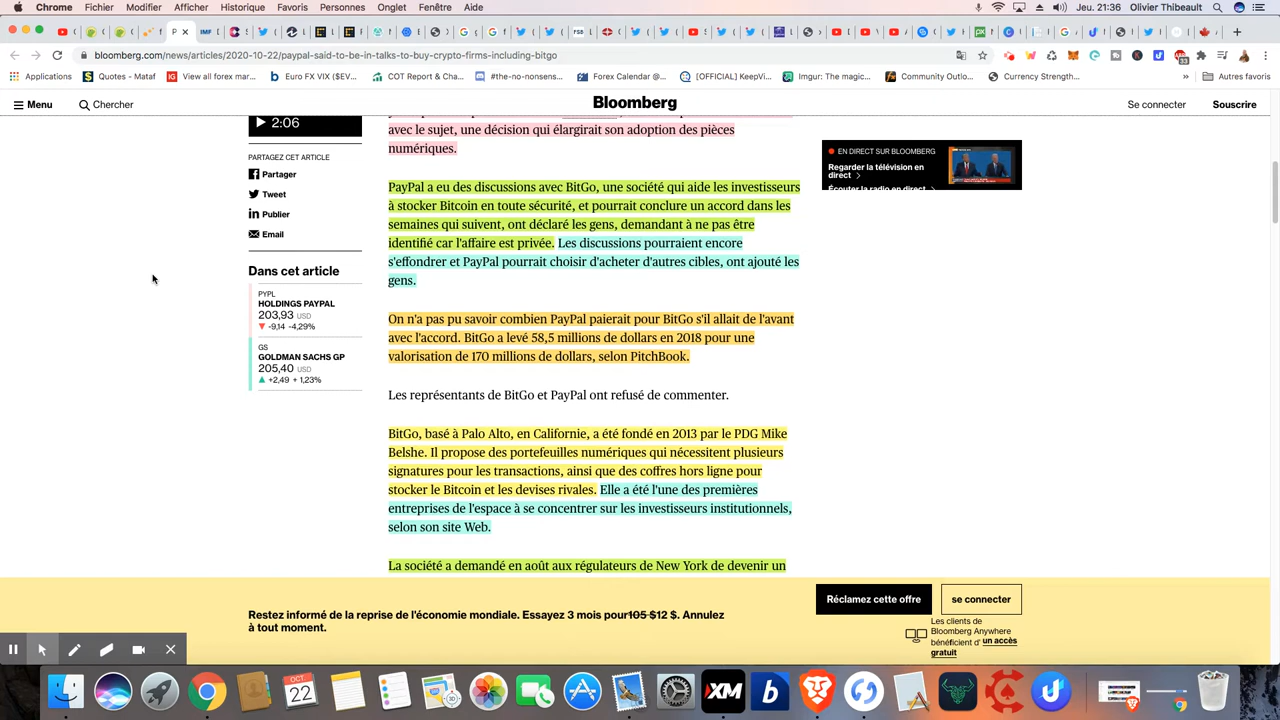 Chrome Fichier Modifier Afficher Historique Favoris Personnes Onglet Fenêtre Aide Jeu. 21:36 Olivier Thibeault
bloomberg.com/news/articles/2020-10-22/paypal-said-to-be-in-talks-to-buy-crypto-firms-including-bitgo
Applications Quotes - Mataf View all forex mar... Euro FX VIX ($EV... COT Report & Cha... #the-no-nonsens... Forex Calendar @... [OFFICIAL] KeepVi... Imgur: The magic... Community Outlo... Currency Strength... » Autres favoris
Menu Chercher Bloomberg Se connecter Souscrire
2:06
PARTAGEZ CET ARTICLE
Partager
Tweet
Publier
Email
Dans cet article
PYPL
HOLDINGS PAYPAL
203,93 USD
-9,14 -4,29%
GS
GOLDMAN SACHS GP
205,40 USD
+2,49 + 1,23%
avec le sujet, une décision qui élargirait son adoption des pièces
numériques.
PayPal a eu des discussions avec BitGo, une société qui aide les investisseurs
à stocker Bitcoin en toute sécurité, et pourrait conclure un accord dans les
semaines qui suivent, ont déclaré les gens, demandant à ne pas être
identifié car l'affaire est privée. Les discussions pourraient encore
s'effondrer et PayPal pourrait choisir d'acheter d'autres cibles, ont ajouté les
gens.
On n'a pas pu savoir combien PayPal paierait pour BitGo s'il allait de l'avant
avec l'accord. BitGo a levé 58,5 millions de dollars en 2018 pour une
valorisation de 170 millions de dollars, selon PitchBook.
Les représentants de BitGo et PayPal ont refusé de commenter.
BitGo, basé à Palo Alto, en Californie, a été fondé en 2013 par le PDG Mike
Belshe. Il propose des portefeuilles numériques qui nécessitent plusieurs
signatures pour les transactions, ainsi que des coffres hors ligne pour
stocker le Bitcoin et les devises rivales. Elle a été l'une des premières
entreprises de l'espace à se concentrer sur les investisseurs institutionnels,
selon son site Web.
La société a demandé en août aux régulateurs de New York de devenir un
EN DIRECT SUR BLOOMBERG
Regarder la télévision en
direct
Écouter la radio en direct
Restez informé de la reprise de l'économie mondiale. Essayez 3 mois pour105 $12 $. Annulez
à tout moment.
Réclamez cette offre
se connecter
Les clients de
Bloomberg Anywhere
bénéficient d' un accès
gratuit
OCT.
22
XM
b